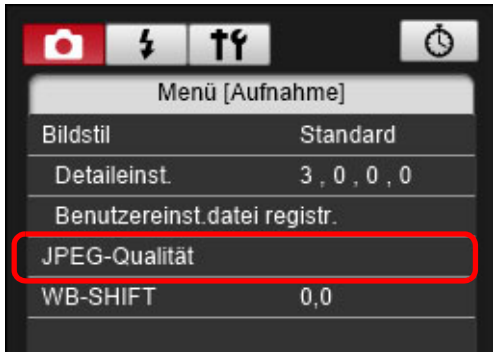 Menü [Aufnahme]
Bildstil Standard
Detaileinst. 3 , 0 , 0 , 0
Benutzereinst.datei registr.
JPEG-Qualität
WB-SHIFT 0,0